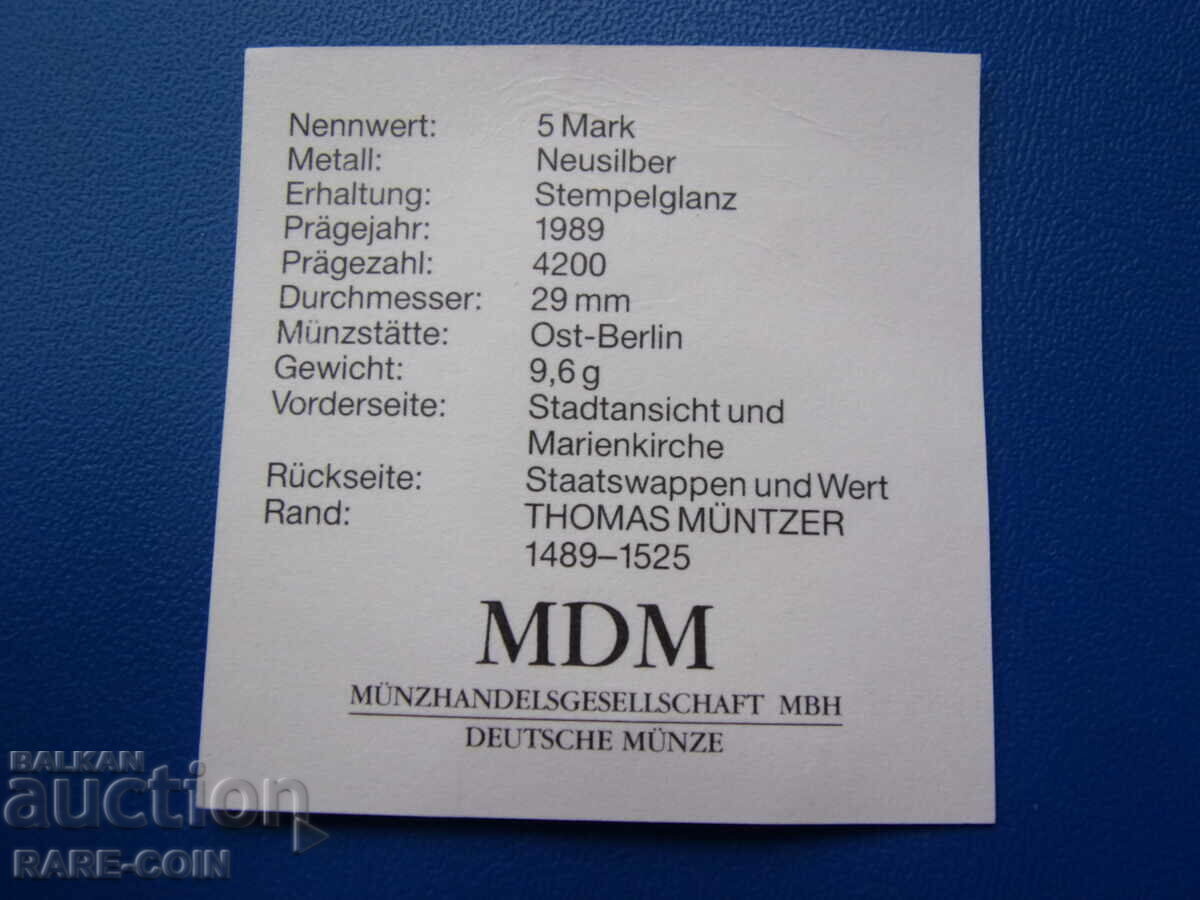 Nennwert: 5 Mark
Metall: Neusilber
Erhaltung: Stempelglanz
Prägejahr: 1989
Prägezahl: 4200
Durchmesser: 29 mm
Münzstätte: Ost-Berlin
Gewicht: 9,6 g
Vorderseite: Stadtansicht und
Marienkirche
Rückseite: Staatswappen und Wert
Rand: THOMAS MÜNTZER
1489–1525
MDM
MÜNZHANDELSGESELLSCHAFT MBH
DEUTSCHE MÜNZE
BALKAN
auction
RARE-COIN